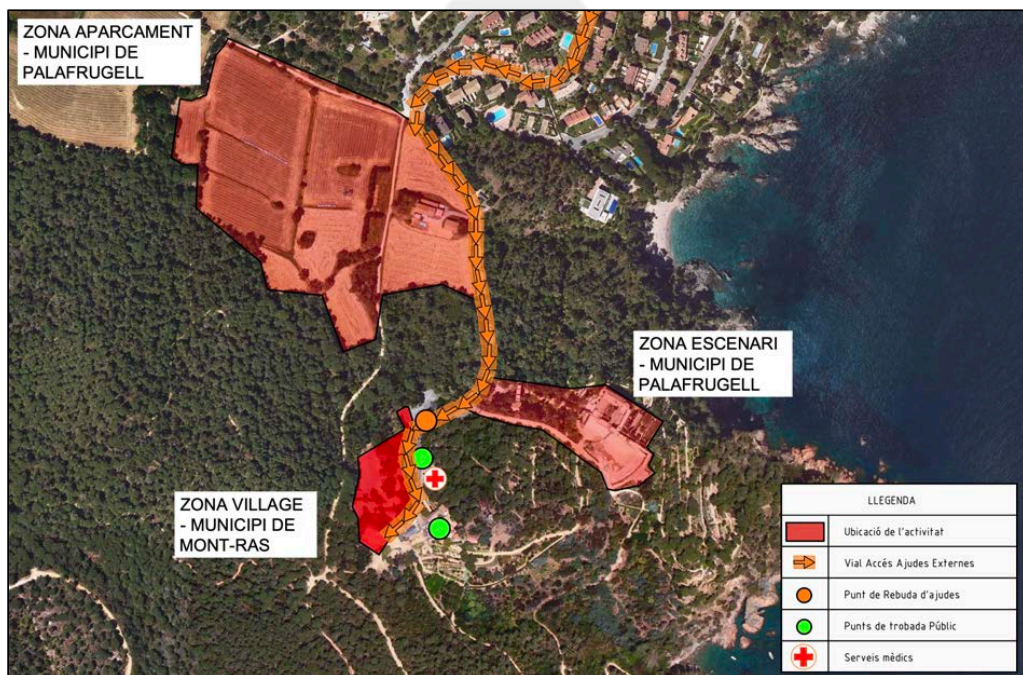 ZONA APARCAMENT
- MUNICIPI DE
PALAFRUGELL
ZONA ESCENARI
- MUNICIPI DE
PALAFRUGELL
ZONA VILLAGE
- MUNICIPI DE
MONT-RAS
LLEGENDA
Ubicació de l'activitat
Vial Accés Ajudes Externes
Punt de Rebuda d'ajudes
Punts de trobada Públic
Serveis mèdics